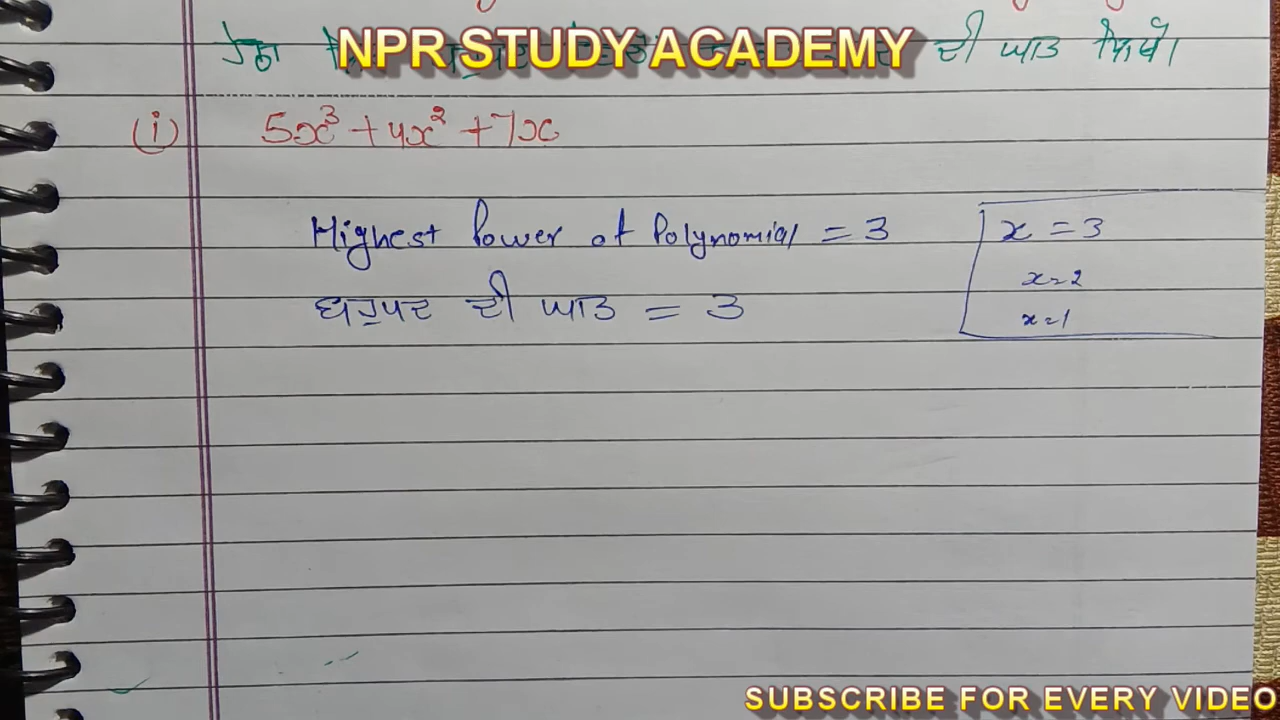 NPR STUDY ACADEMY
ਹੇਠਾਂ ਦੀ ਘਾਤ ਲਿਖੋ।
(i) 5x³ + 4x² + 7x
Highest Power of Polynomial = 3
ਬਹੁਪਦ ਦੀ ਘਾਤ = 3
x = 3
x=2
x=1
SUBSCRIBE FOR EVERY VIDEO